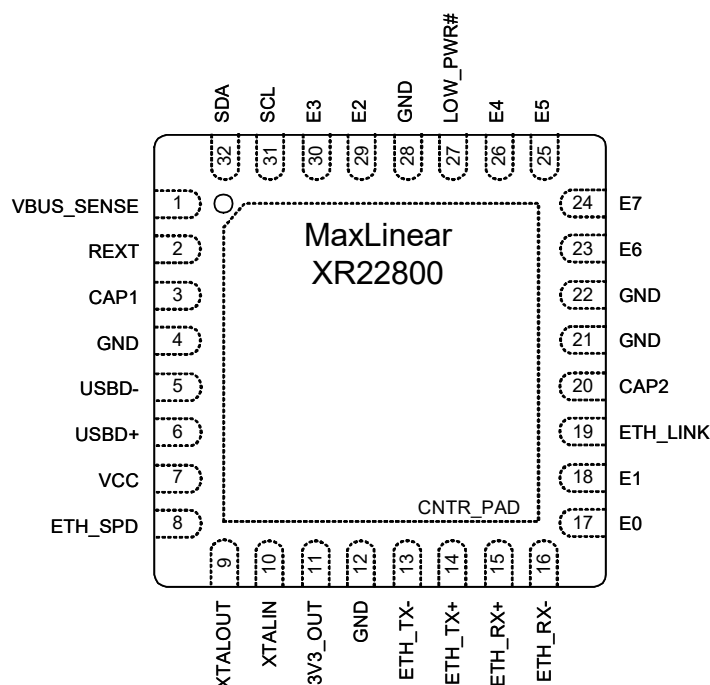 SDA
SCL
E3
E2
GND
LOW_PWR#
E4
E5
32
31
30
29
28
27
26
25
VBUS_SENSE 1
REXT 2
CAP1 3
GND 4
USBD- 5
USBD+ 6
VCC 7
ETH_SPD 8
MaxLinear
XR22800
CNTR_PAD
24 E7
23 E6
22 GND
21 GND
20 CAP2
19 ETH_LINK
18 E1
17 E0
9
10
11
12
13
14
15
16
XTALOUT
XTALIN
3V3_OUT
GND
ETH_TX-
ETH_TX+
ETH_RX+
ETH_RX-